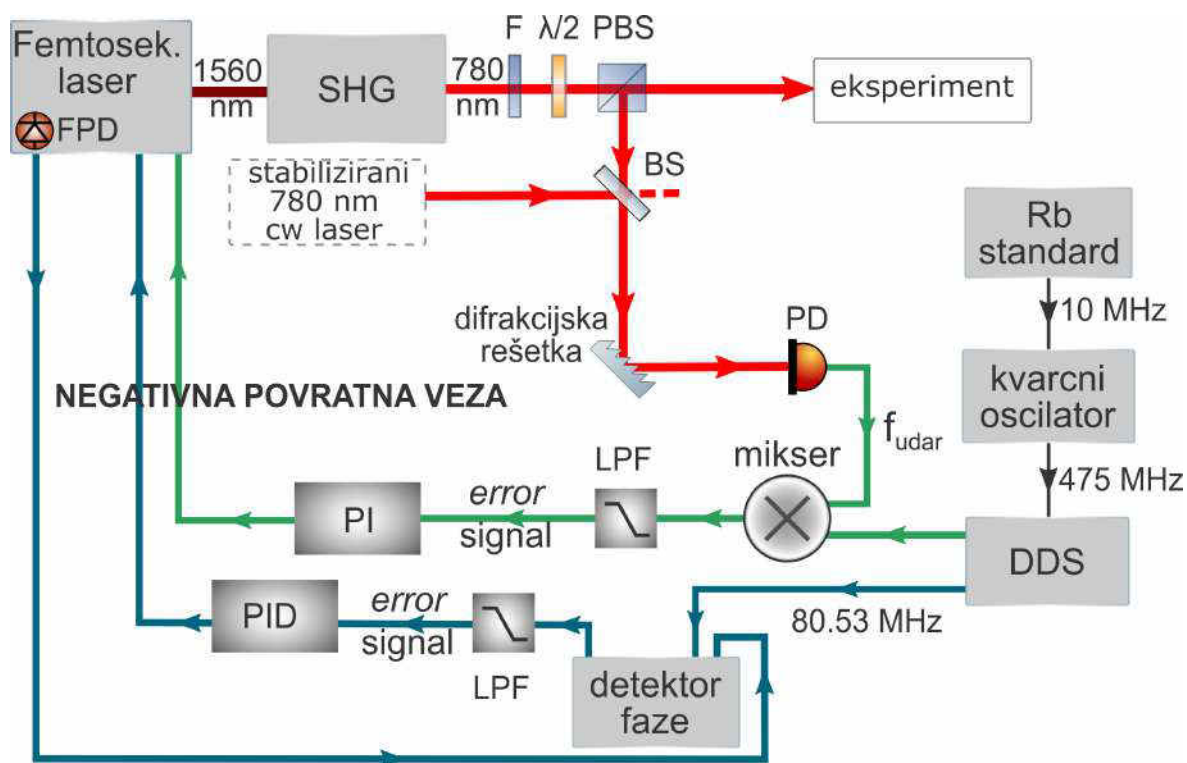 Femtosek.
laser
FPD
1560
nm
SHG
780
nm
F
λ/2
PBS
eksperiment
stabilizirani
780 nm
cw laser
BS
Rb
standard
10 MHz
difrakcijska
rešetka
PD
kvarcni
oscilator
NEGATIVNA POVRATNA VEZA
f_udar
475 MHz
LPF
mikser
PI
error
signal
DDS
80.53 MHz
PID
error
signal
LPF
detektor
faze